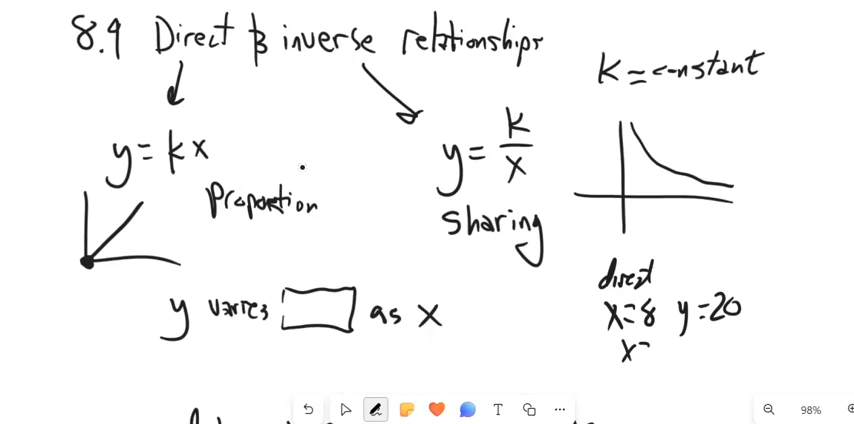 8.9 Direct & inverse relationships
K = constant
y = kx
y = K/x
Proportion
Sharing
y varies as x
direct
x=8 y=20
x=
98%